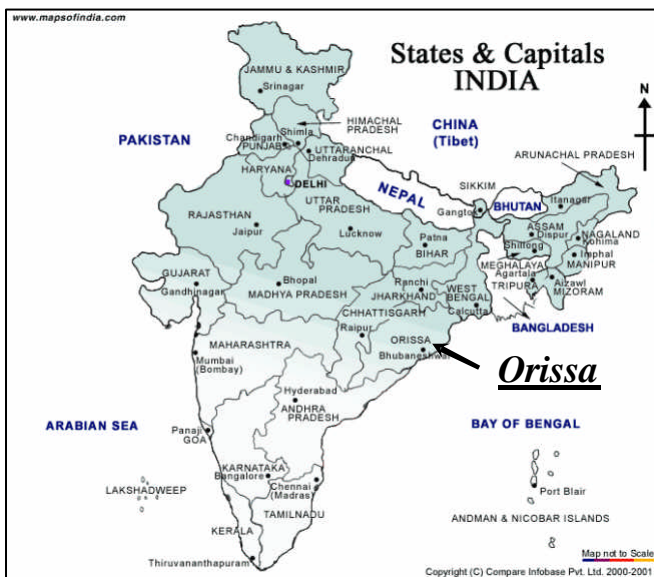 www.mapsofindia.com
States & Capitals
INDIA
N
JAMMU & KASHMIR
Srinagar
HIMACHAL
PRADESH
CHINA
(Tibet)
PAKISTAN
Chandigarh
Shimla
PUNJAB
UTTARANCHAL
Dehradun
ARUNACHAL PRADESH
HARYANA
DELHI
NEPAL
SIKKIM
Gangtok
BHUTAN
Itanagar
RAJASTHAN
Jaipur
UTTAR
PRADESH
Lucknow
ASSAM
Dispur
NAGALAND
Kohima
Patna
BIHAR
Shillong
MEGHALAYA
Imphal
MANIPUR
Agartala
TRIPURA
Aizawl
MIZORAM
GUJARAT
Gandhinagar
Bhopal
MADHYA PRADESH
Ranchi
JHARKHAND
WEST
BENGAL
Calcutta
CHHATTISGARH
Raipur
BANGLADESH
MAHARASHTRA
ORISSA
Bhubaneshwar
Mumbai
(Bombay)
Orissa
Hyderabad
ANDHRA
PRADESH
ARABIAN SEA
BAY OF BENGAL
Panaji
GOA
KARNATAKA
Bangalore
Chennai
(Madras)
LAKSHADWEEP
Port Blair
TAMILNADU
ANDMAN & NICOBAR ISLANDS
KERALA
Thiruvananthapuram
Map not to Scale
Copyright (C) Compare Infobase Pvt. Ltd. 2000-2001